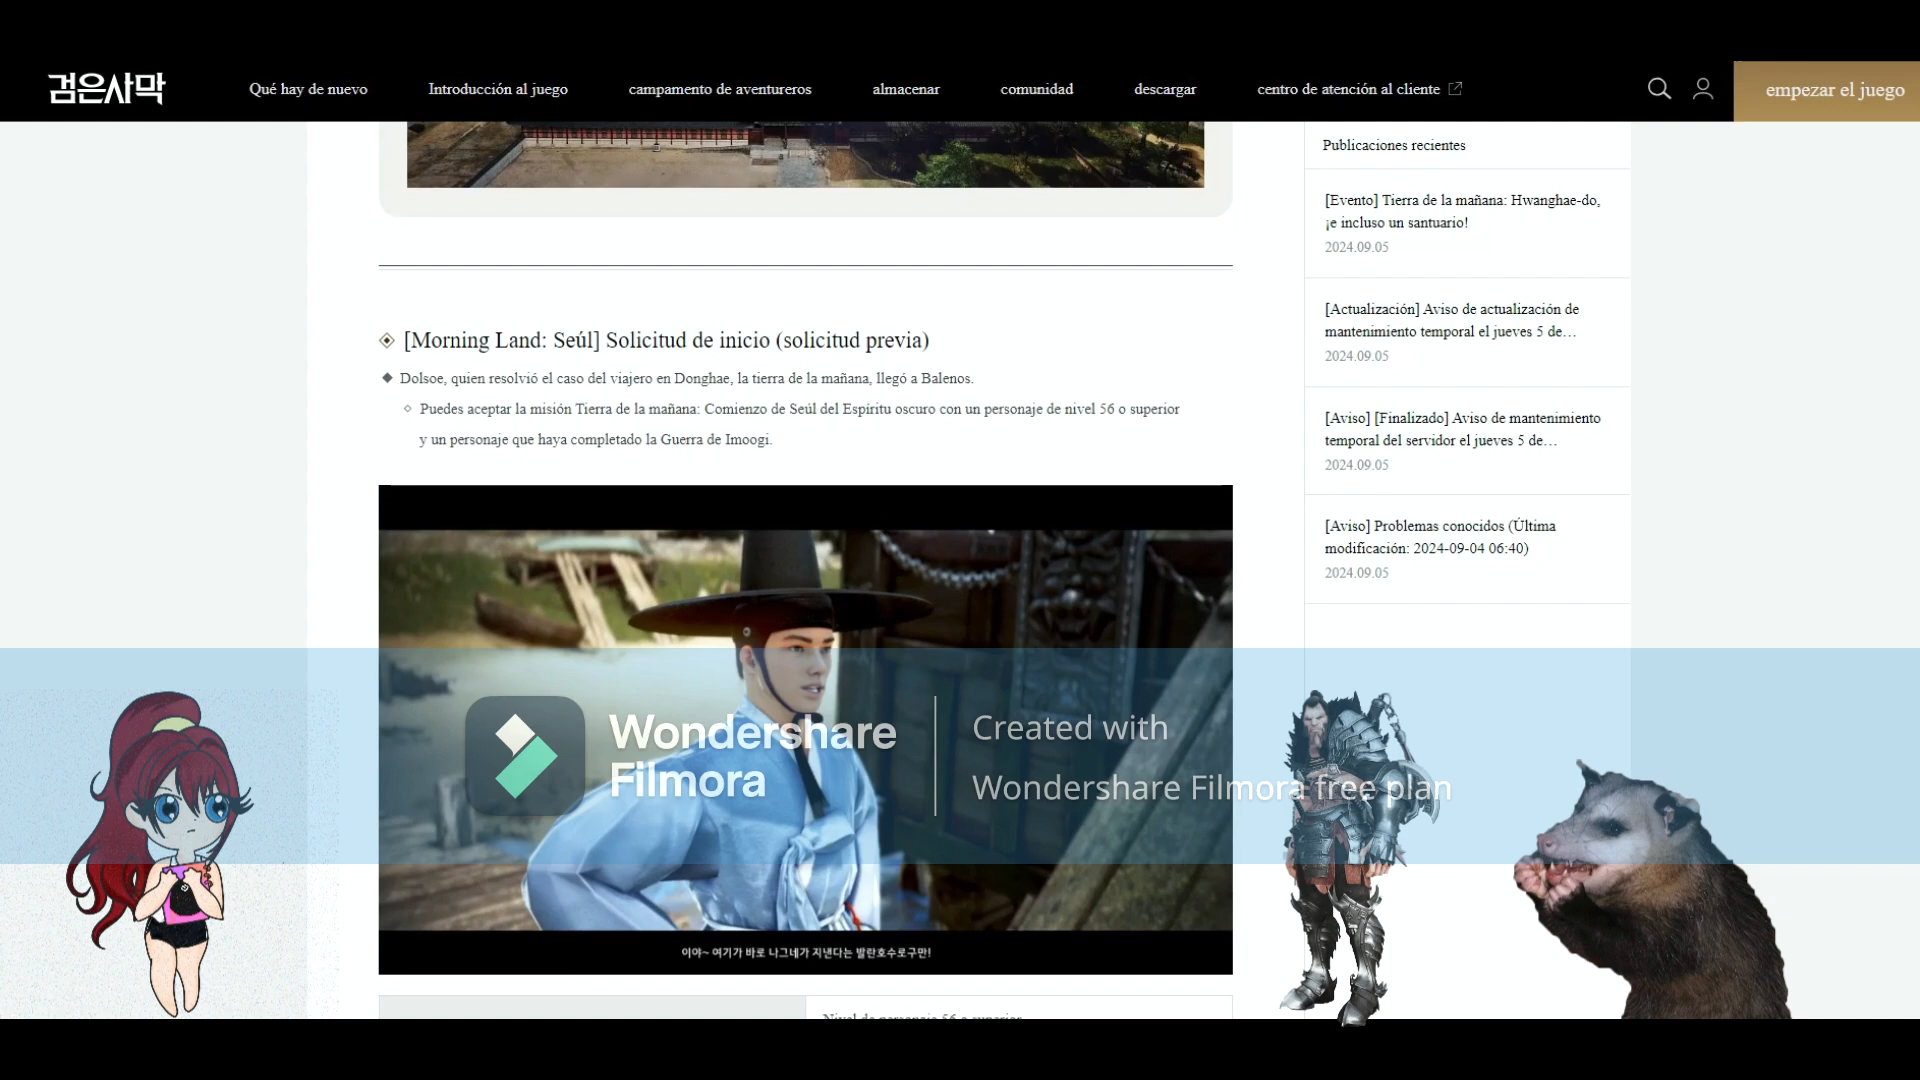 검은사막
Qué hay de nuevo
Introducción al juego
campamento de aventureros
almacenar
comunidad
descargar
centro de atención al cliente
empezar el juego
[Morning Land: Seúl] Solicitud de inicio (solicitud previa)
Dolsoe, quien resolvió el caso del viajero en Donghae, la tierra de la mañana, llegó a Balenos.
Puedes aceptar la misión Tierra de la mañana: Comienzo de Seúl del Espíritu oscuro con un personaje de nivel 56 o superior
y un personaje que haya completado la Guerra de Imoogi.
Wondershare
Filmora
Created with
Wondershare Filmora free plan
이야~ 여기가 바로 나그네가 지낸다는 발란호수로구만!
Nivel de personaje 56 o superior
Publicaciones recientes
[Evento] Tierra de la mañana: Hwanghae-do,
¡e incluso un santuario!
2024.09.05
[Actualización] Aviso de actualización de
mantenimiento temporal el jueves 5 de…
2024.09.05
[Aviso] [Finalizado] Aviso de mantenimiento
temporal del servidor el jueves 5 de…
2024.09.05
[Aviso] Problemas conocidos (Última
modificación: 2024-09-04 06:40)
2024.09.05